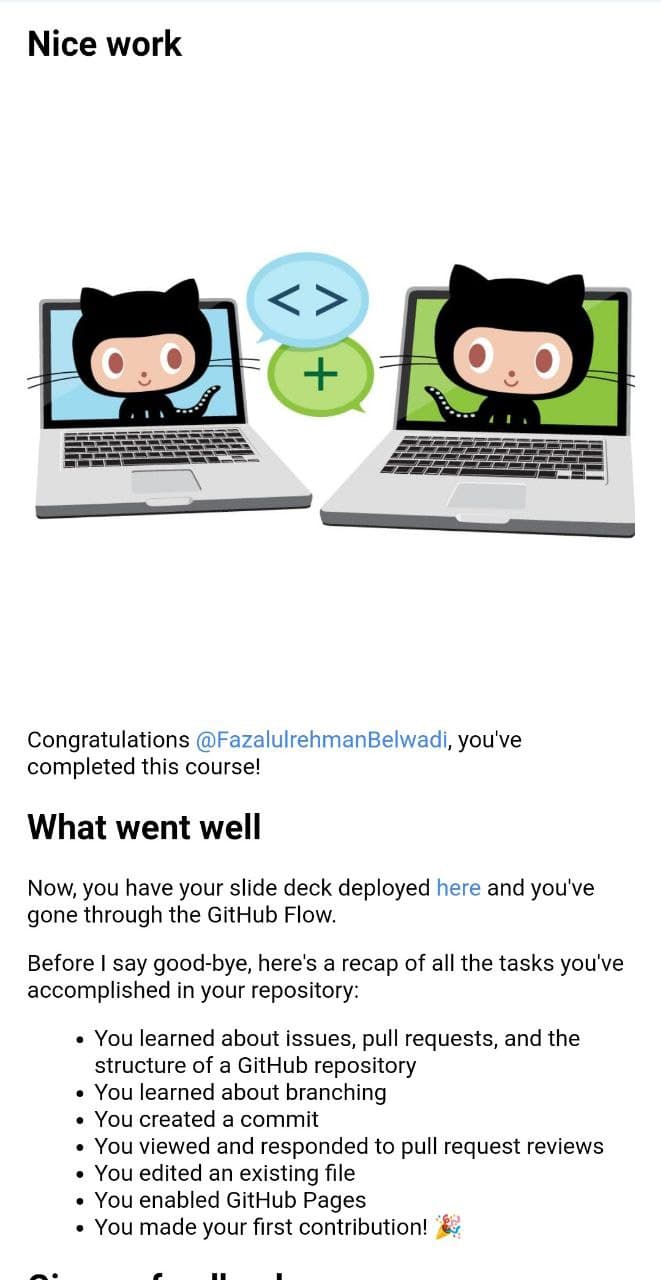 Nice work
< >
+
Congratulations @FazalulrehmanBelwadi, you've
completed this course!
What went well
Now, you have your slide deck deployed here and you've
gone through the GitHub Flow.
Before I say good-bye, here's a recap of all the tasks you've
accomplished in your repository:
• You learned about issues, pull requests, and the
structure of a GitHub repository
• You learned about branching
• You created a commit
• You viewed and responded to pull request reviews
• You edited an existing file
• You enabled GitHub Pages
• You made your first contribution! 🎉